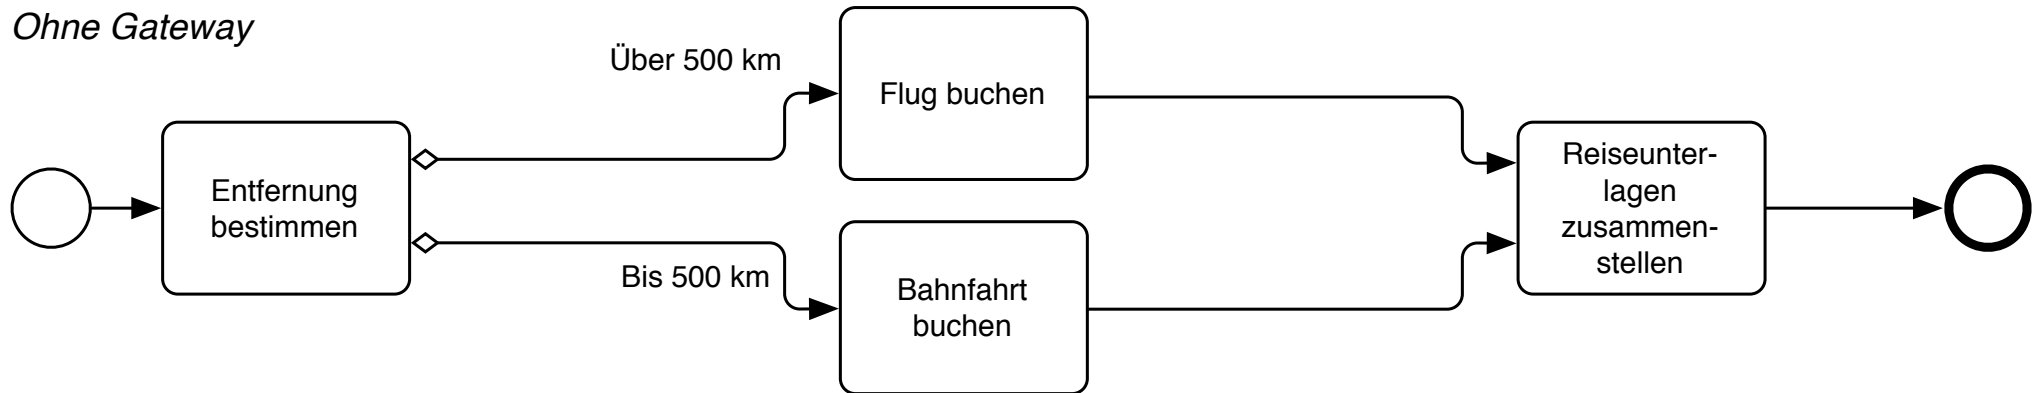 Ohne Gateway
Über 500 km
Flug buchen
Entfernung
bestimmen
Bis 500 km
Bahnfahrt
buchen
Reiseunter-
lagen
zusammen-
stellen